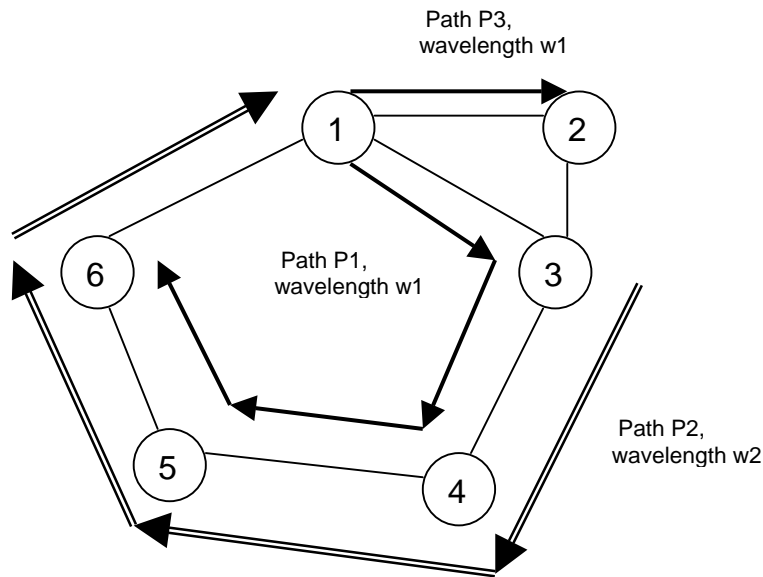 Path P3,
wavelength w1
1
2
6
Path P1,
wavelength w1
3
Path P2,
wavelength w2
5
4